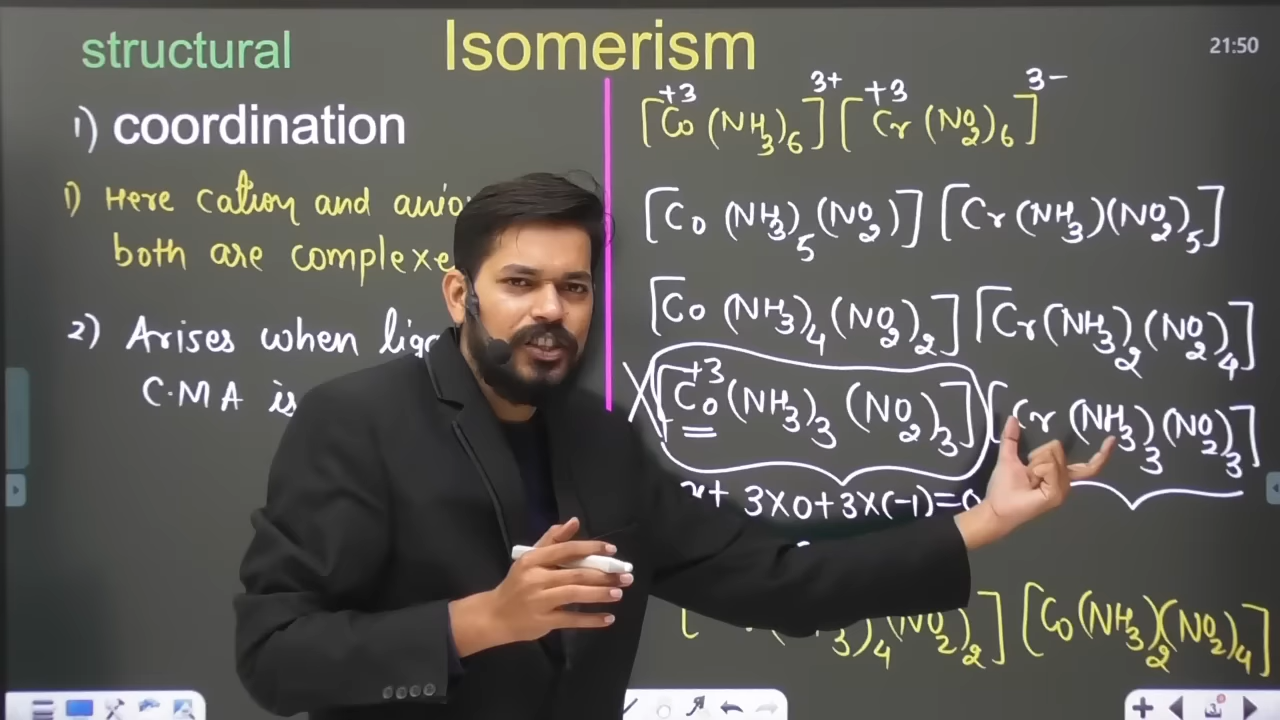 structural
Isomerism
21:50
1) coordination
1) Here cation and
both are complexe
2) Arises when
C.M.A is
[Co⁺³(NH₃)₆]³⁺[Cr⁺³(NO₂)₆]³⁻
[Co(NH₃)₅(NO₂)][Cr(NH₃)(NO₂)₅]
[Co(NH₃)₄(NO₂)₂][Cr(NH₃)₂(NO₂)₄]
X[Co⁺³(NH₃)₃(NO₂)₃][Cr(NH₃)₃(NO₂)₃]
x+ 3×0+3×(-1)=0
)₄(NO₂)₂][Co(NH₃)₂(NO₂)₄]